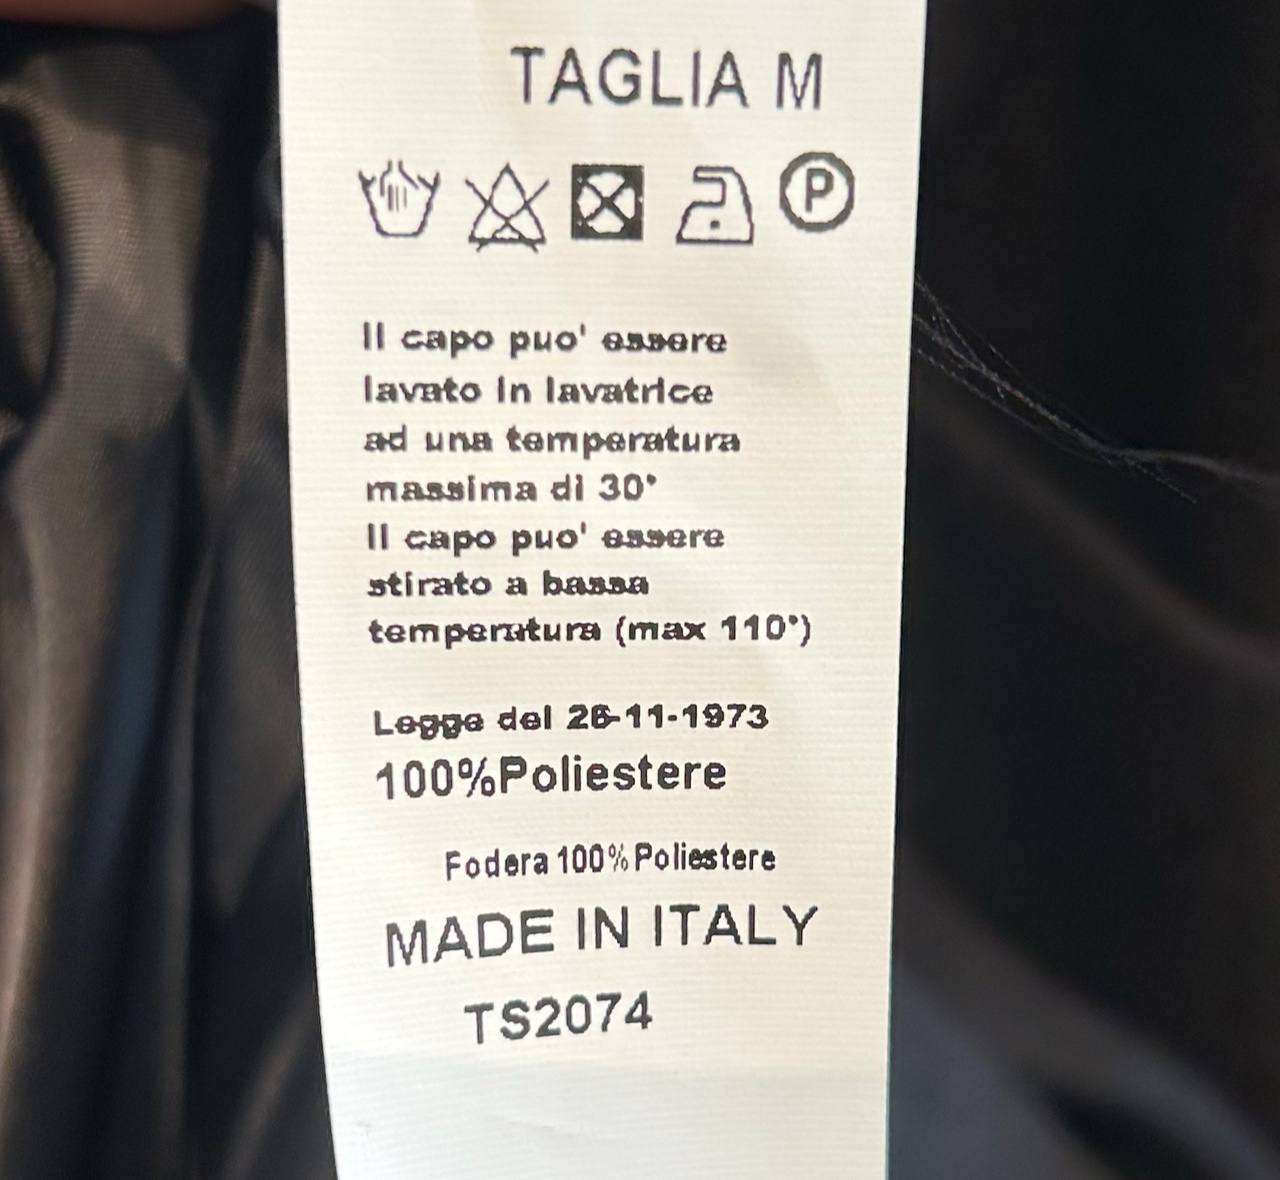 TAGLIA M
P
Il capo puo' essere
lavato in lavatrice
ad una temperatura
massima di 30°
Il capo puo' essere
stirato a bassa
temperatura (max 110°)
Legge del 26-11-1973
100%Poliestere
Fodera 100% Poliestere
MADE IN ITALY
TS2074